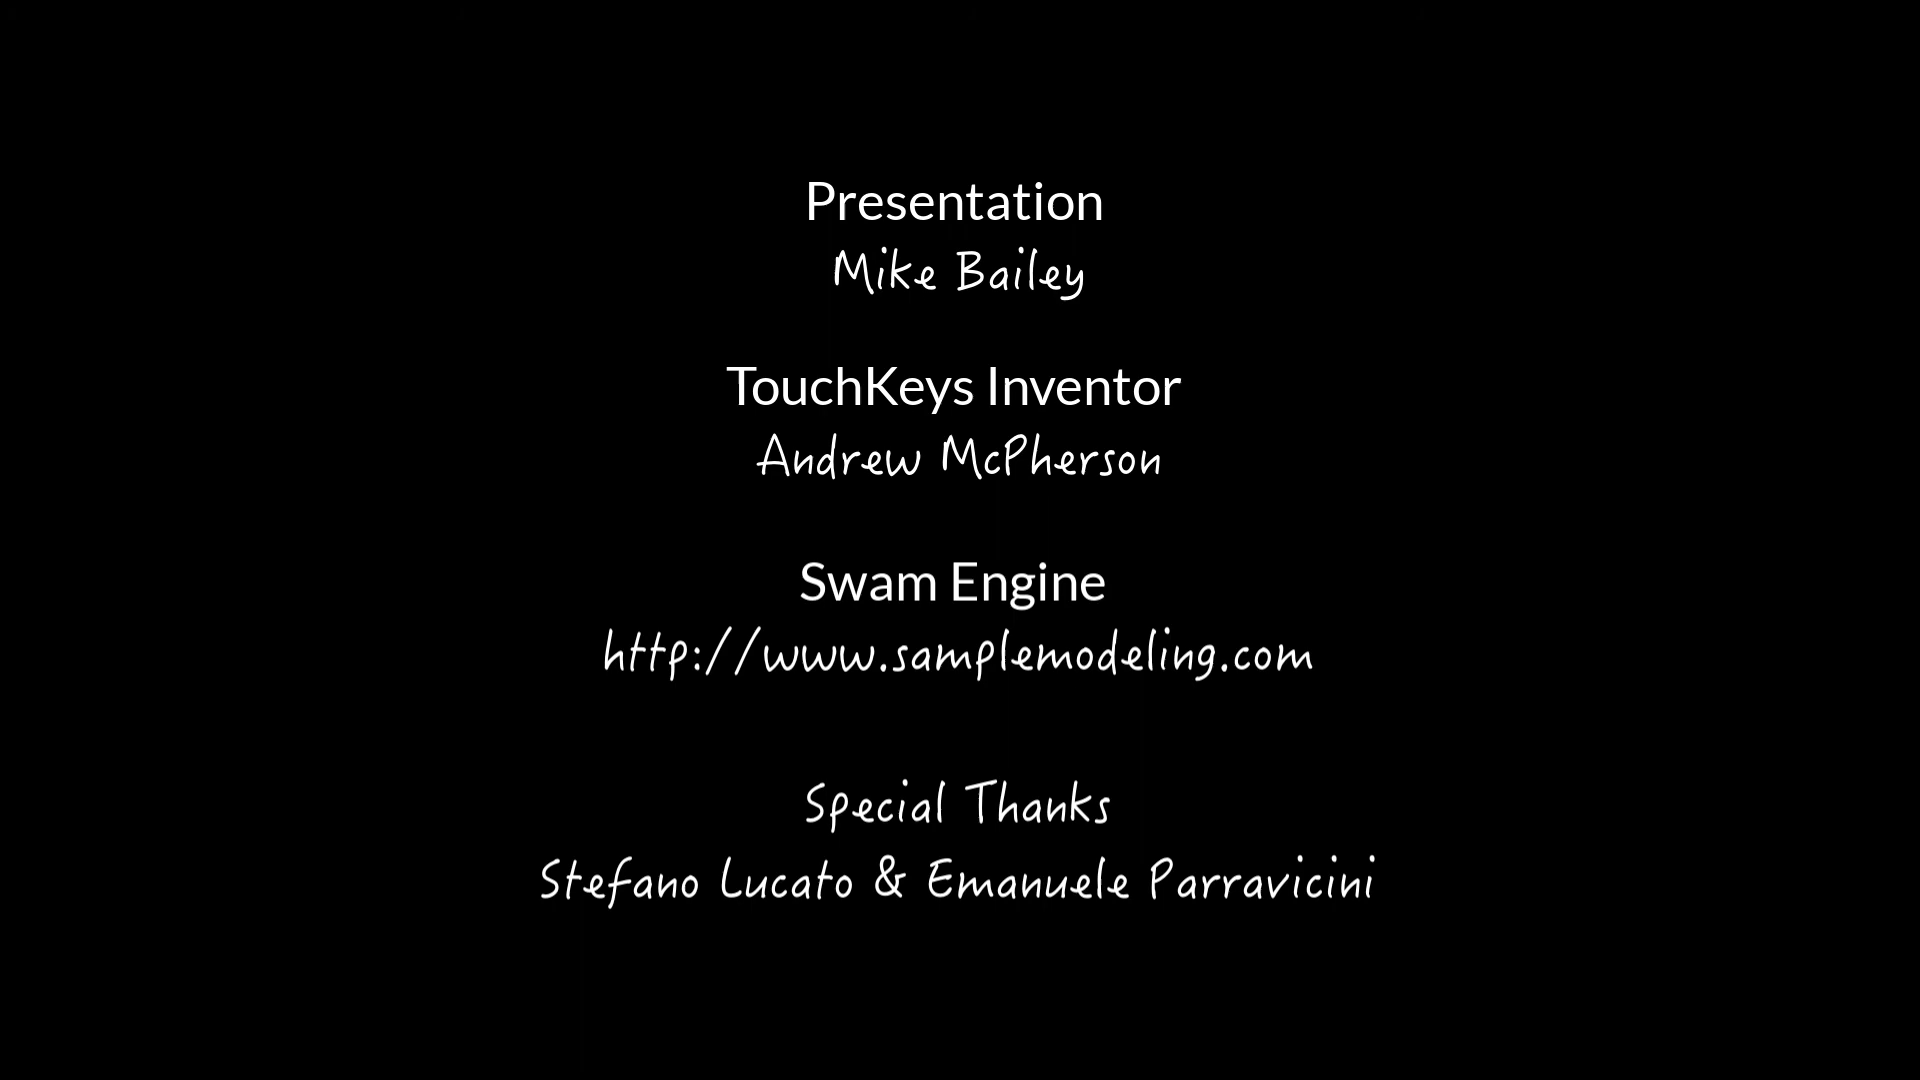 Presentation
Mike Bailey
TouchKeys Inventor
Andrew McPherson
Swam Engine
http://www.samplemodeling.com
Special Thanks
Stefano Lucato & Emanuele Parravicini